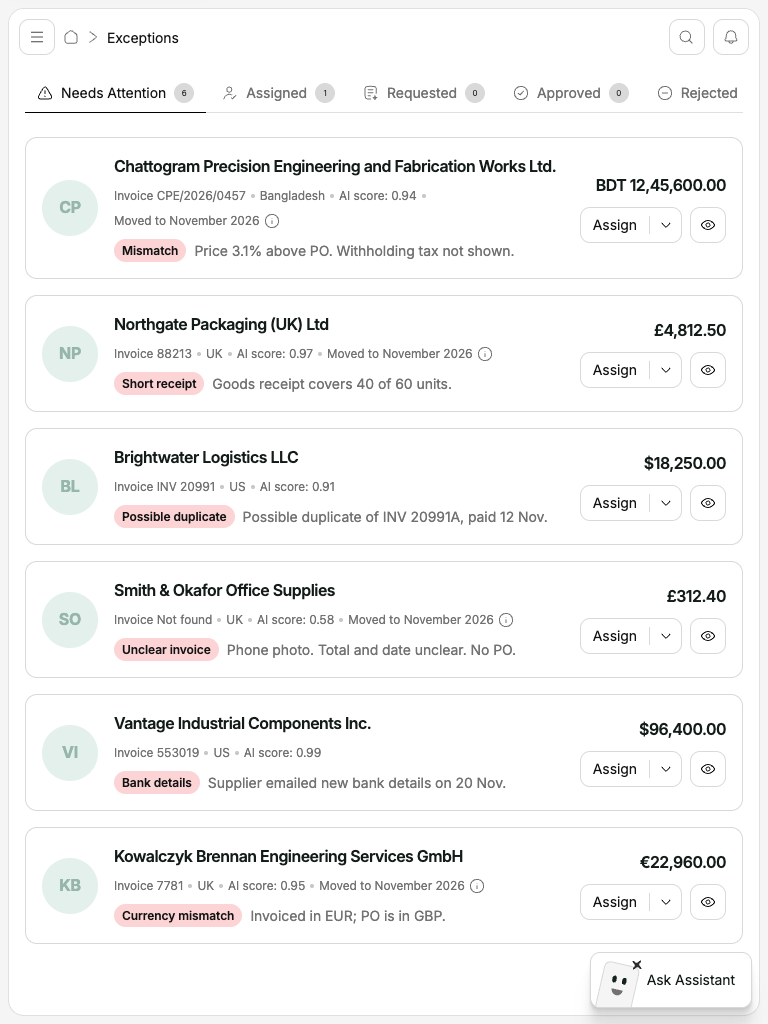 Exceptions
Needs Attention 6 Assigned 1 Requested 0 Approved 0 Rejected
CP
Chattogram Precision Engineering and Fabrication Works Ltd.
Invoice CPE/2026/0457 • Bangladesh • AI score: 0.94 •
Moved to November 2026
Mismatch Price 3.1% above PO. Withholding tax not shown.
BDT 12,45,600.00
Assign
NP
Northgate Packaging (UK) Ltd
Invoice 88213 • UK • AI score: 0.97 • Moved to November 2026
Short receipt Goods receipt covers 40 of 60 units.
£4,812.50
Assign
BL
Brightwater Logistics LLC
Invoice INV 20991 • US • AI score: 0.91
Possible duplicate Possible duplicate of INV 20991A, paid 12 Nov.
$18,250.00
Assign
SO
Smith & Okafor Office Supplies
Invoice Not found • UK • AI score: 0.58 • Moved to November 2026
Unclear invoice Phone photo. Total and date unclear. No PO.
£312.40
Assign
VI
Vantage Industrial Components Inc.
Invoice 553019 • US • AI score: 0.99
Bank details Supplier emailed new bank details on 20 Nov.
$96,400.00
Assign
KB
Kowalczyk Brennan Engineering Services GmbH
Invoice 7781 • UK • AI score: 0.95 • Moved to November 2026
Currency mismatch Invoiced in EUR; PO is in GBP.
€22,960.00
Assign
Ask Assistant